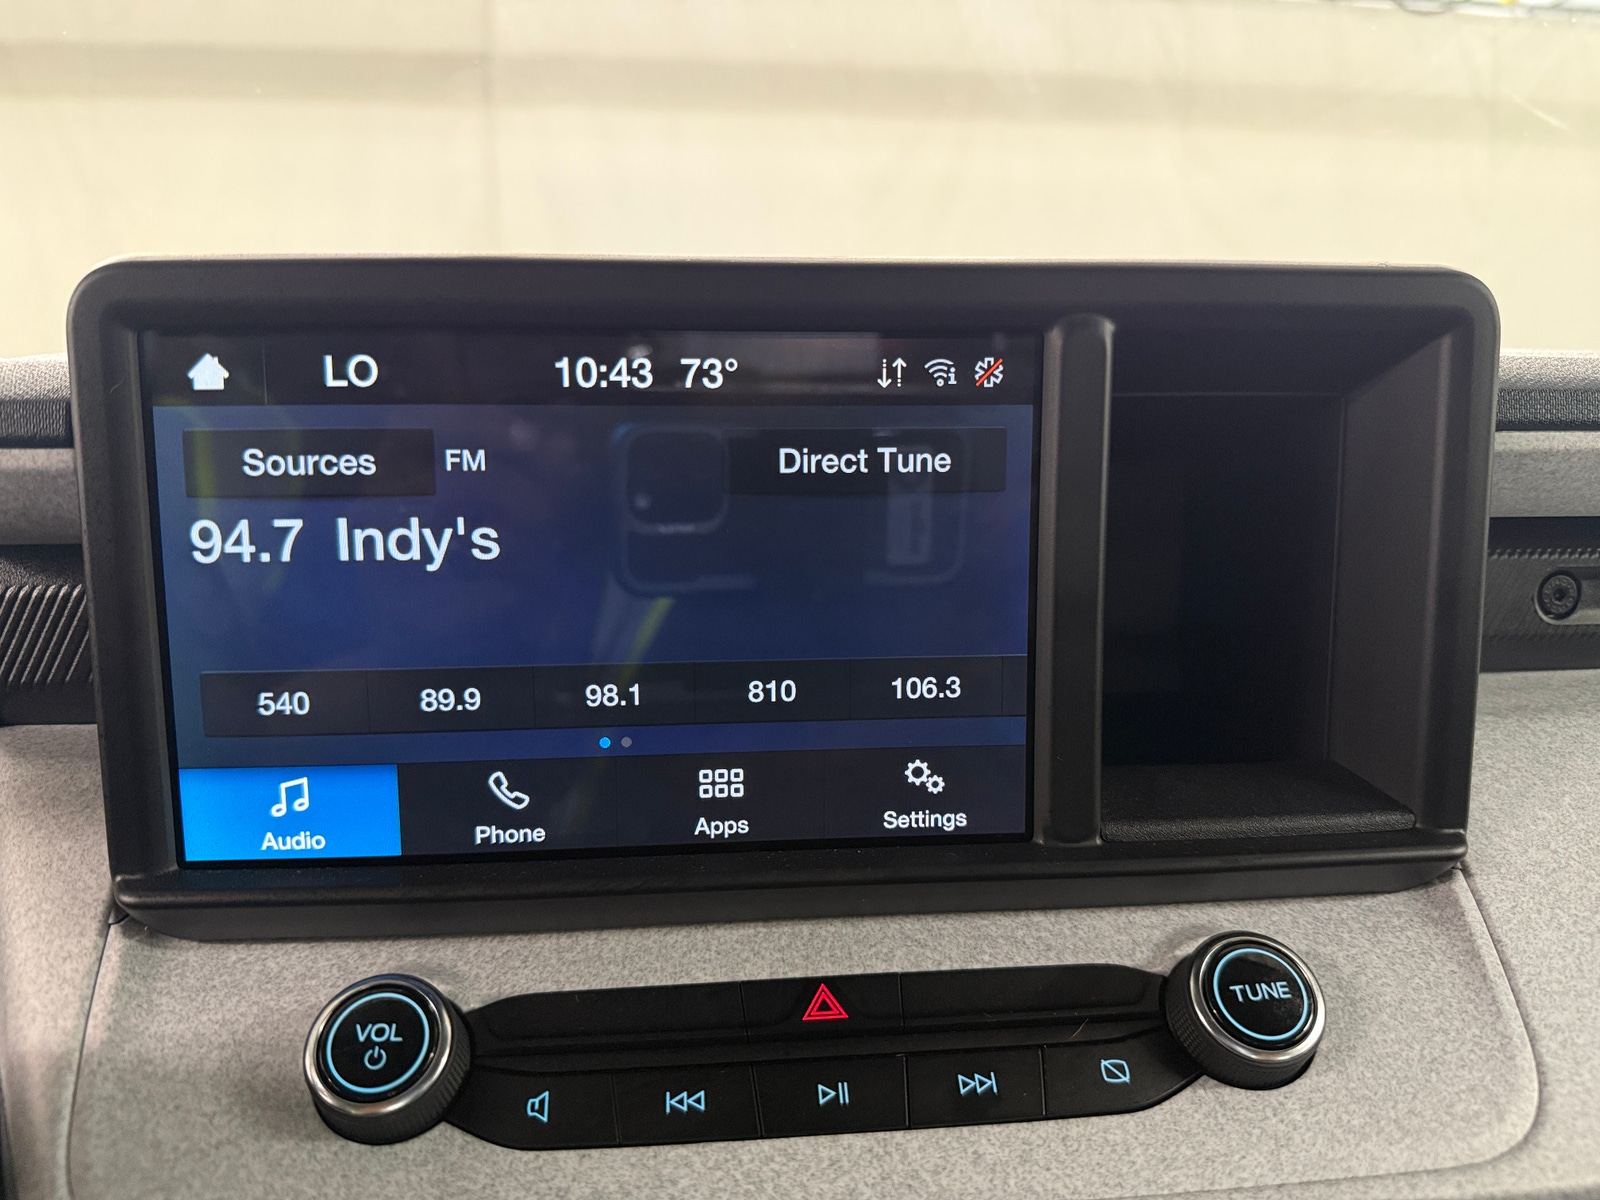 LO 10:43 73°
Sources FM Direct Tune
94.7 Indy's
540 89.9 98.1 810 106.3
Audio Phone Apps Settings
VOL TUNE